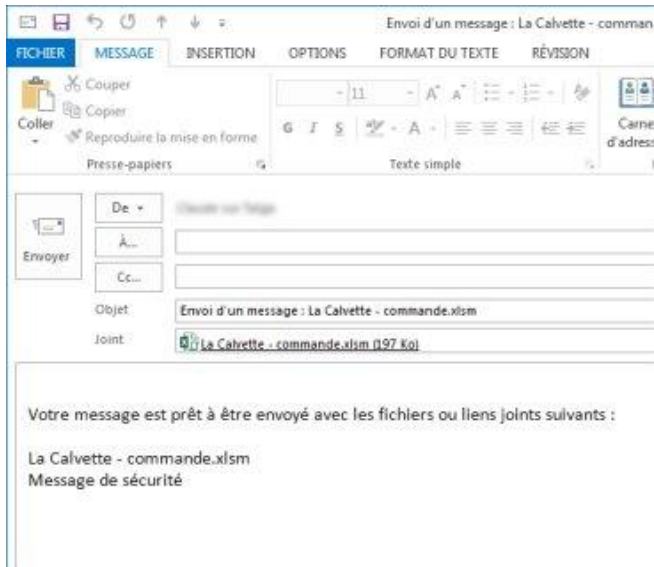 Envoi d'un message : La Calvette - comman
FICHIER MESSAGE INSERTION OPTIONS FORMAT DU TEXTE RÉVISION
Coller
Couper
Copier
Reproduire la mise en forme
Presse-papiers
11
G I S
Texte simple
Carne
d'adress
Envoyer
De
À...
Cc...
Objet Envoi d'un message : La Calvette - commande.xlsm
Joint La Calvette - commande.xlsm (197 Ko)
Votre message est prêt à être envoyé avec les fichiers ou liens joints suivants :
La Calvette - commande.xlsm
Message de sécurité